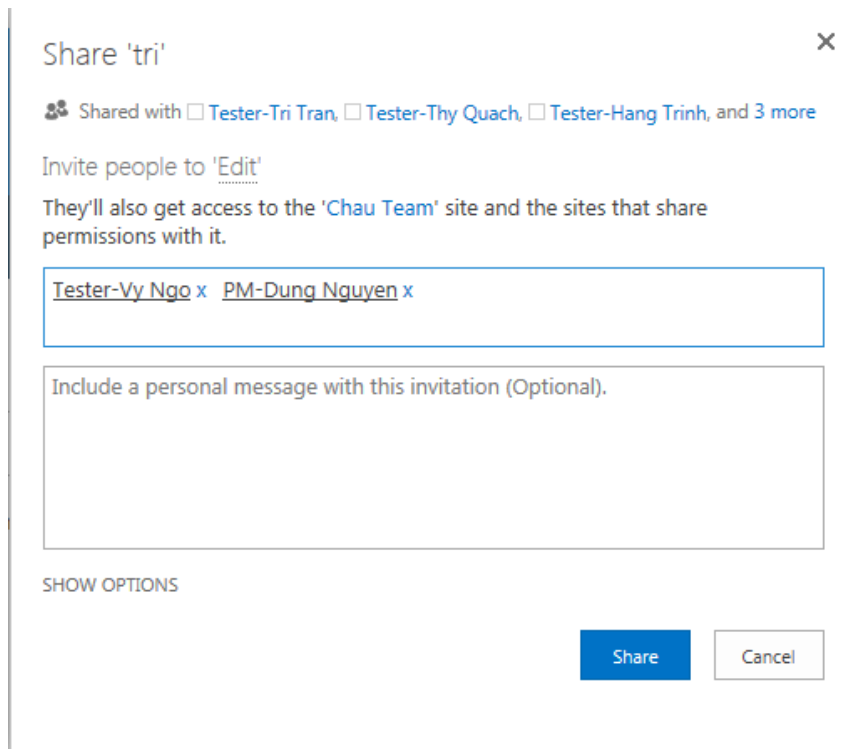 Share 'tri'
Shared with Tester-Tri Tran, Tester-Thy Quach, Tester-Hang Trinh, and 3 more
Invite people to 'Edit'
They'll also get access to the 'Chau Team' site and the sites that share
permissions with it.
Tester-Vy Ngo x PM-Dung Nguyen x
Include a personal message with this invitation (Optional).
SHOW OPTIONS
Share Cancel